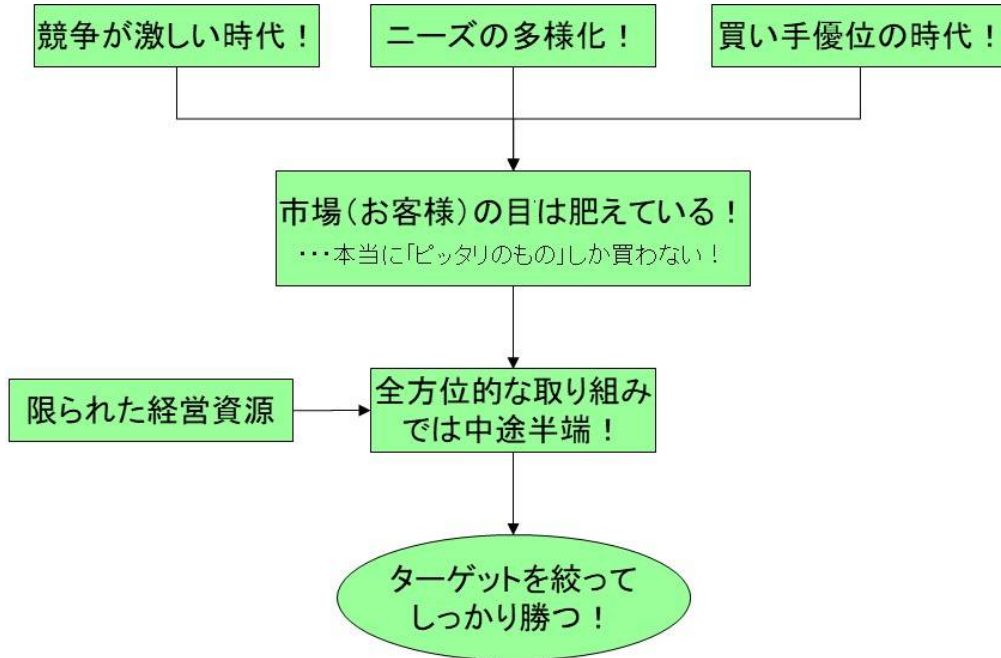 競争が激しい時代！
ニーズの多様化！
買い手優位の時代！
市場（お客様）の目は肥えている！
・・・本当に「ピッタリのもの」しか買わない！
限られた経営資源
全方位的な取り組み
では中途半端！
ターゲットを絞って
しっかり勝つ！